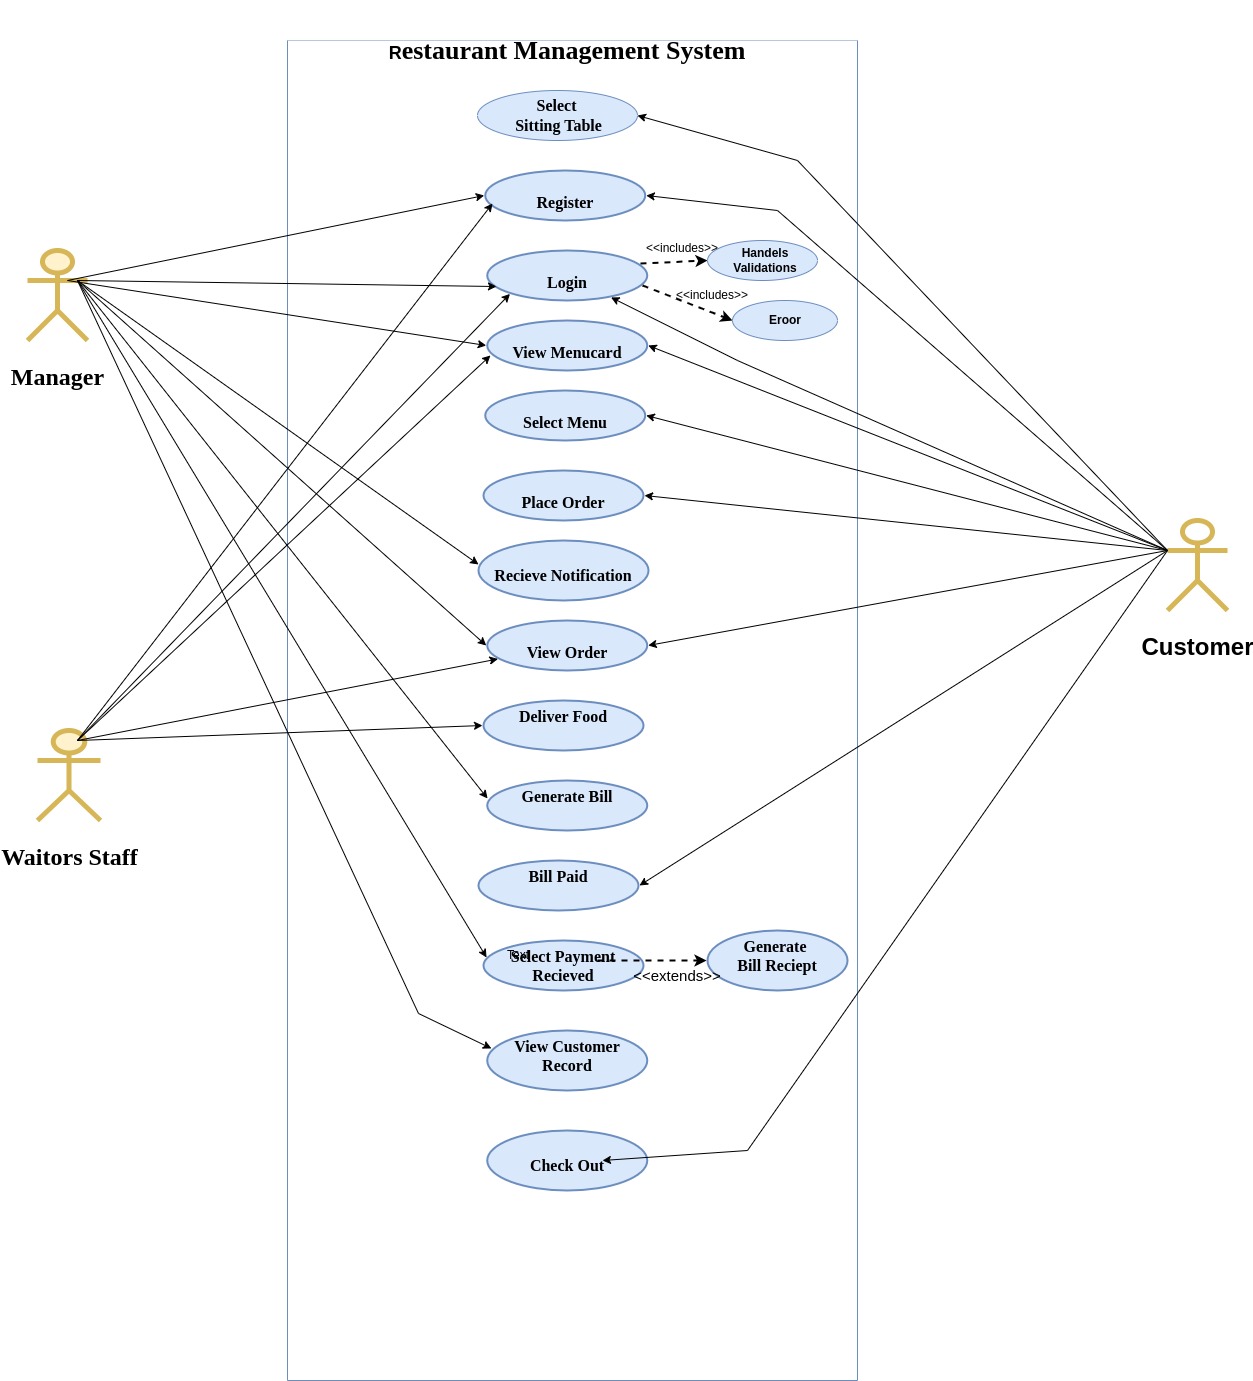 Restaurant Management System
Select
Sitting Table
Register
Login
<<includes>>
Handels
Validations
<<includes>>
Eroor
View Menucard
Manager
Select Menu
Place Order
Recieve Notification
View Order
Customer
Deliver Food
Generate Bill
Waitors Staff
Bill Paid
Text
Select Payment
Recieved
<<extends>>
Generate
Bill Reciept
View Customer
Record
Check Out